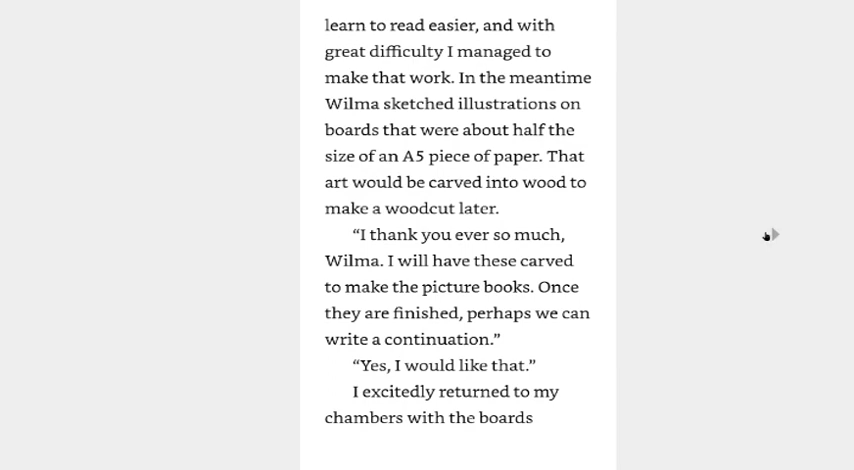 learn to read easier, and with
great difficulty I managed to
make that work. In the meantime
Wilma sketched illustrations on
boards that were about half the
size of an A5 piece of paper. That
art would be carved into wood to
make a woodcut later.
“I thank you ever so much,
Wilma. I will have these carved
to make the picture books. Once
they are finished, perhaps we can
write a continuation.”
“Yes, I would like that.”
I excitedly returned to my
chambers with the boards